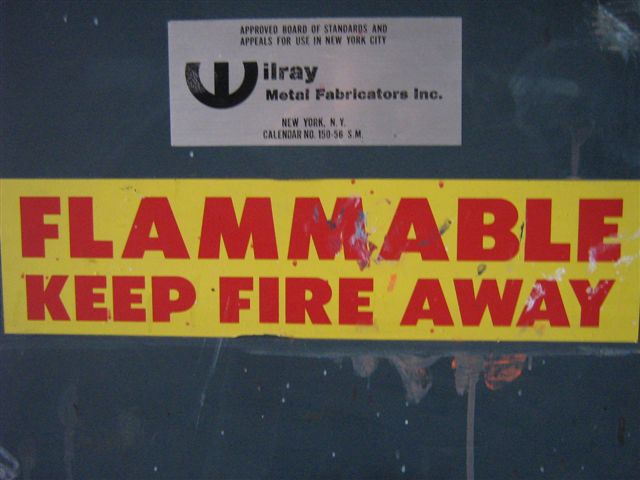 APPROVED BOARD OF STANDARDS AND
APPEALS FOR USE IN NEW YORK CITY
Wilray
Metal Fabricators Inc.
NEW YORK, N.Y.
CALENDAR NO. 150-56 S.M.
FLAMMABLE
KEEP FIRE AWAY